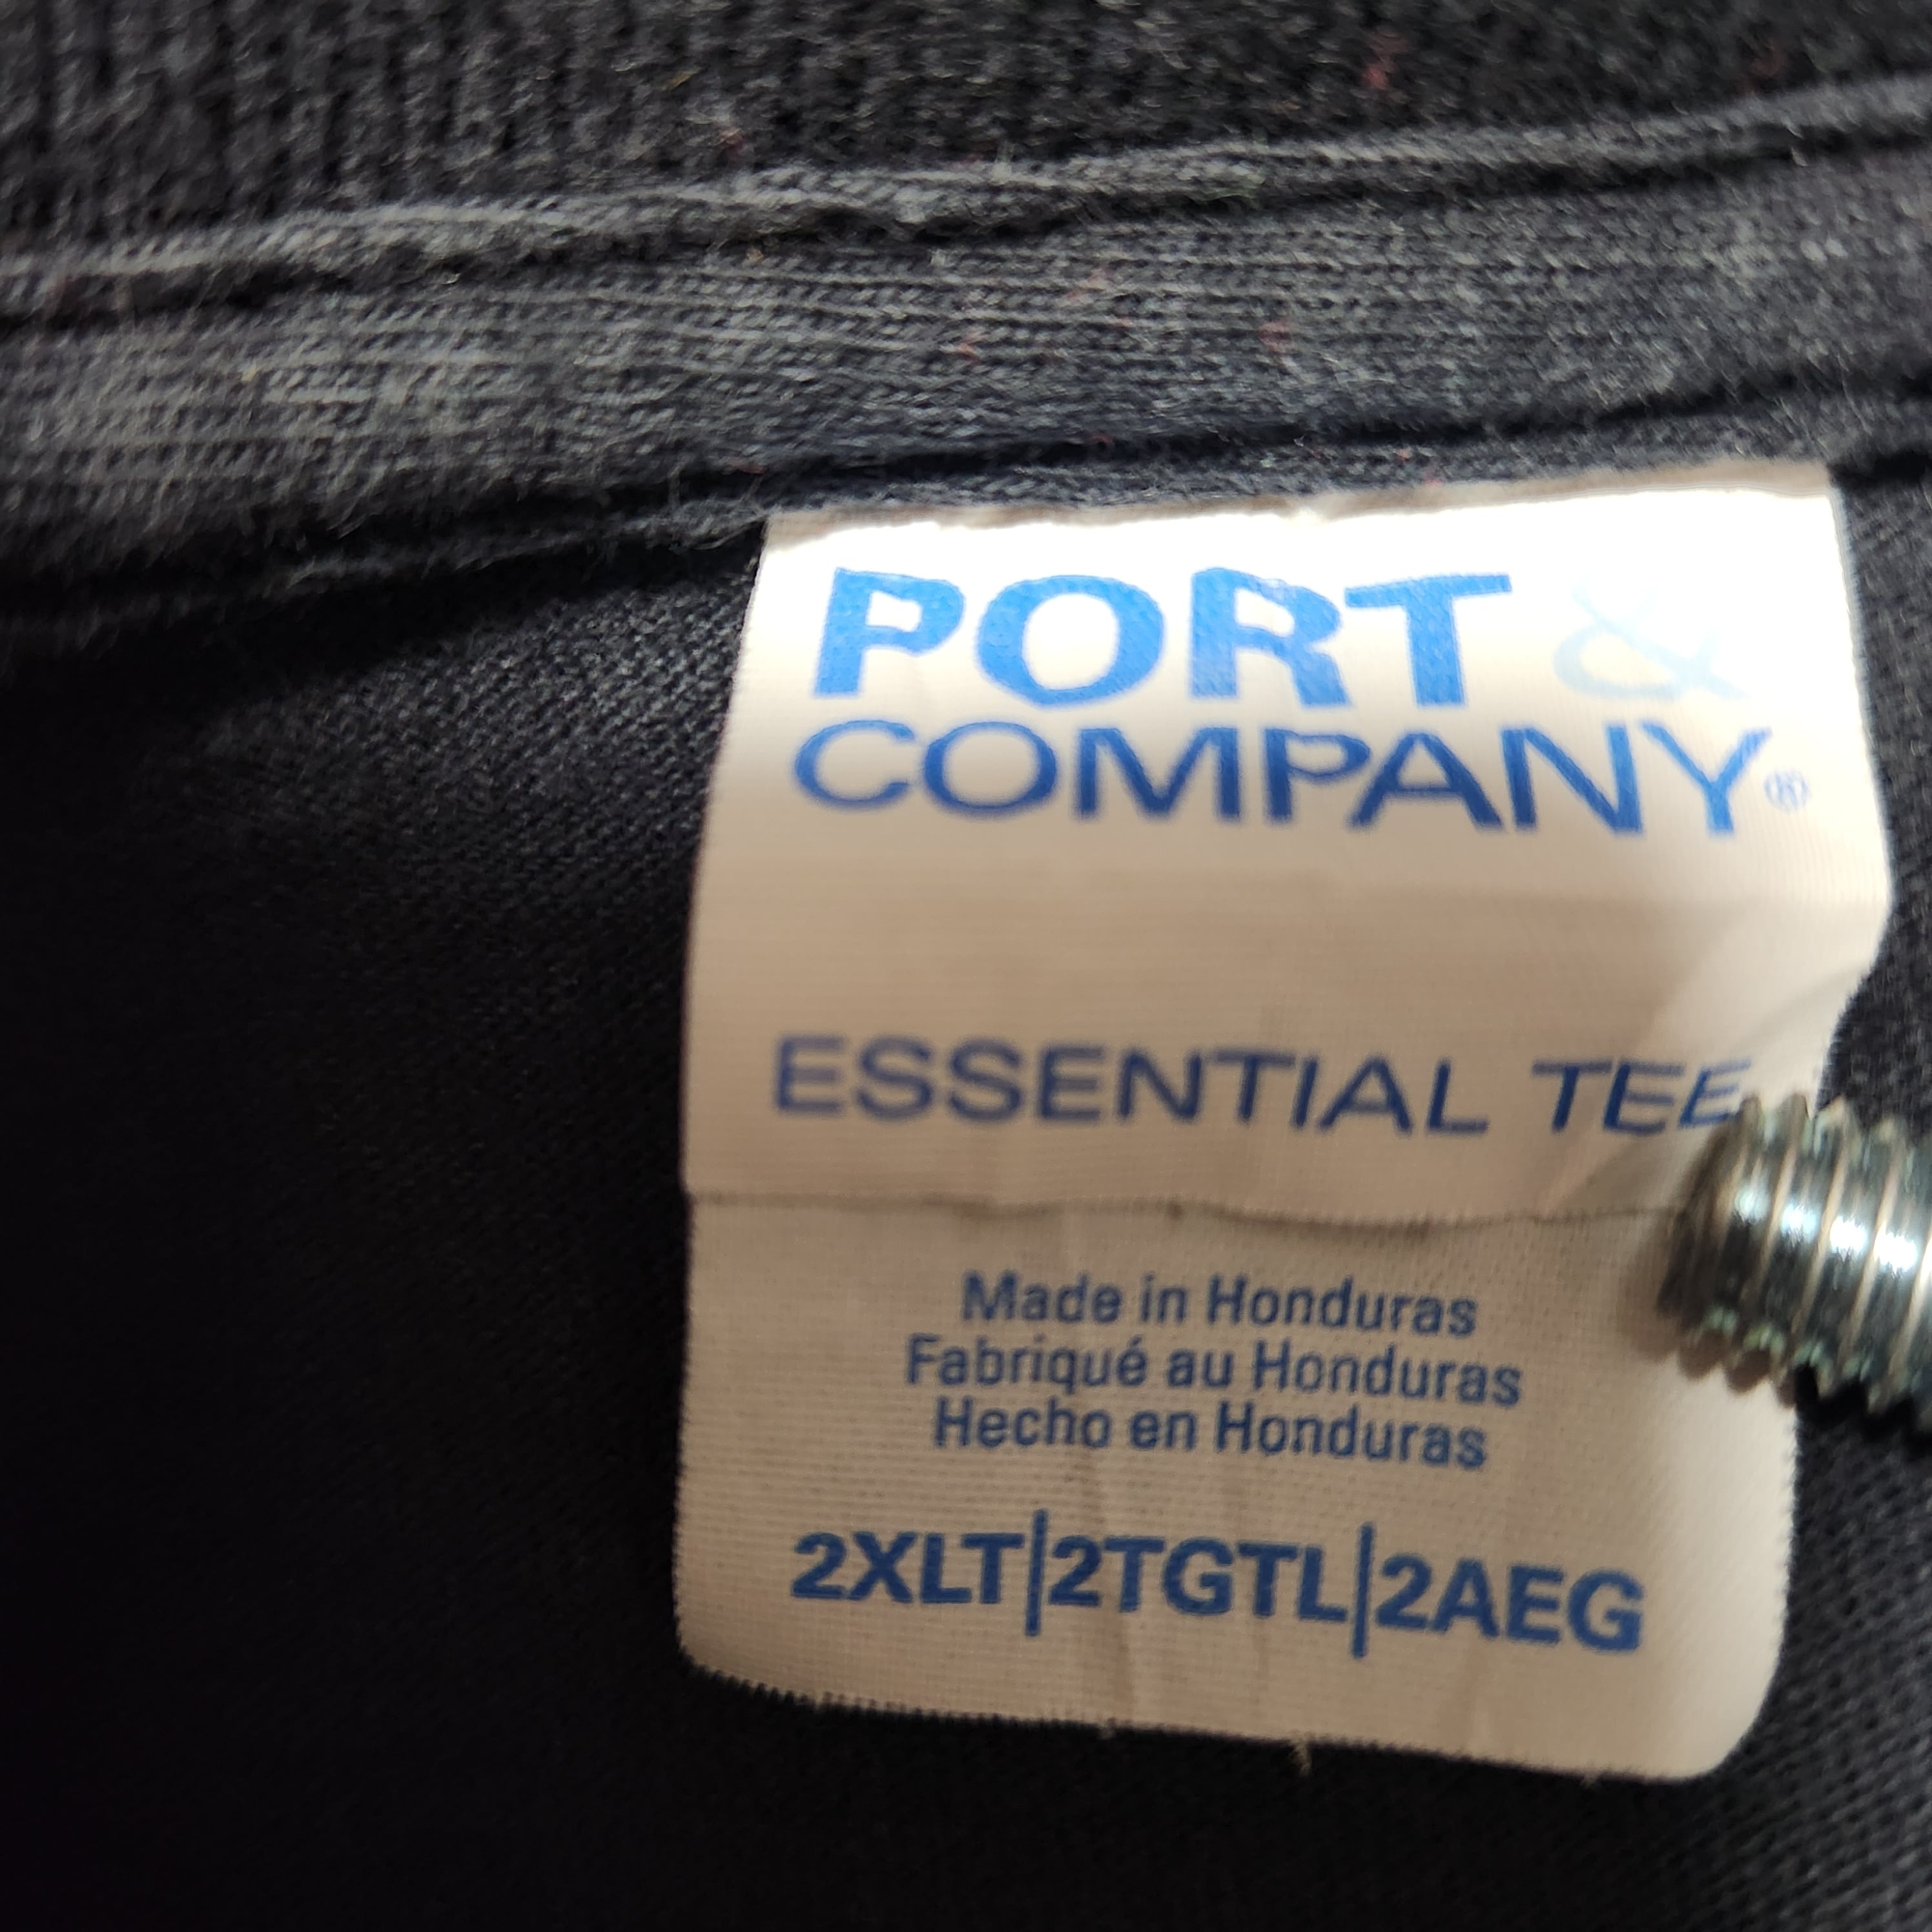 PORT &
COMPANY®
ESSENTIAL TEE
Made in Honduras
Fabriqué au Honduras
Hecho en Honduras
2XLT|2TGTL|2AEG